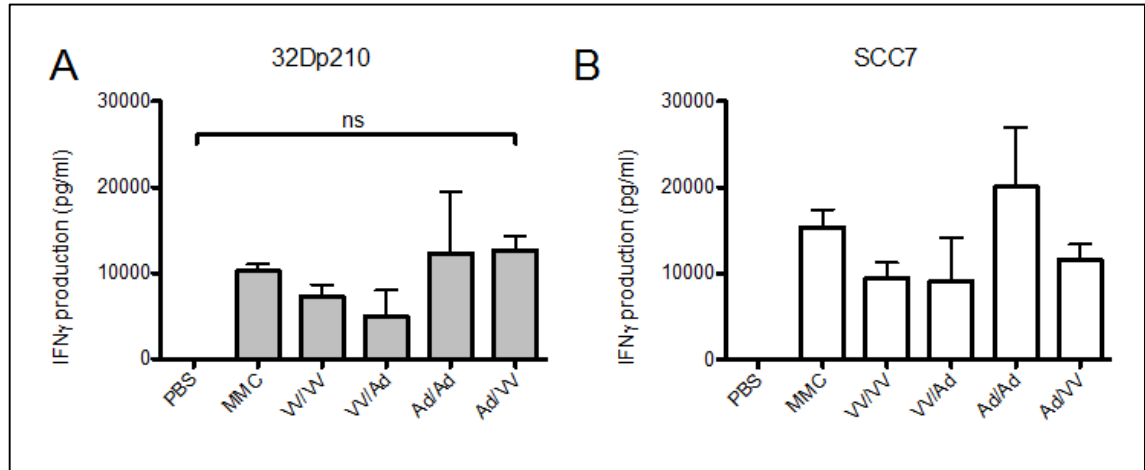 A
32Dp210
IFNγ production (pg/ml)
30000
20000
10000
0
ns
PBS
MMC
VV/VV
VV/Ad
Ad/Ad
Ad/VV
B
SCC7
IFNγ production (pg/ml)
30000
20000
10000
0
PBS
MMC
VV/VV
VV/Ad
Ad/Ad
Ad/VV